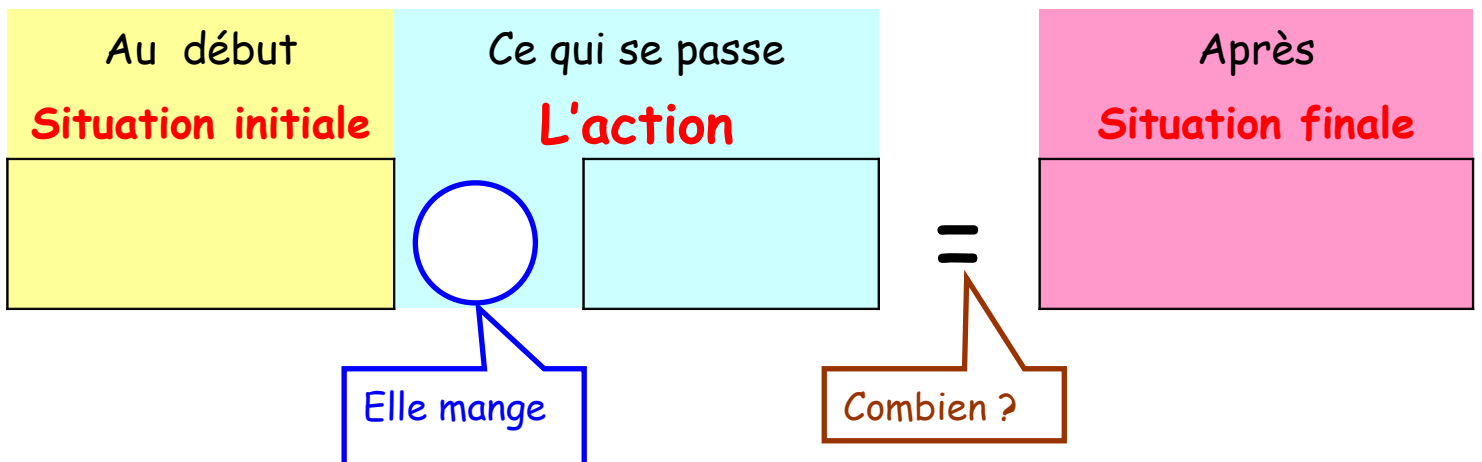 Au début
Situation initiale
Ce qui se passe
L'action
=
Après
Situation finale
Elle mange
Combien ?